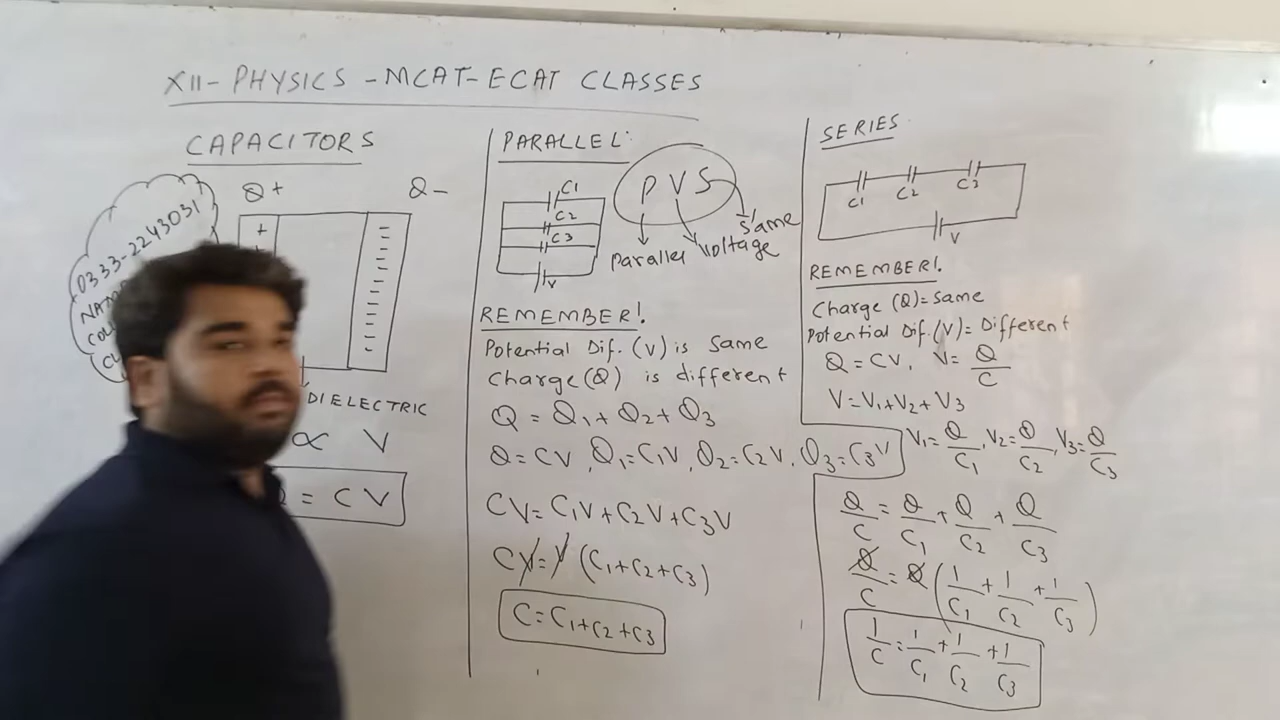 XII - PHYSICS - MCAT - ECAT CLASSES
CAPACITORS
Q+ Q-
0333-2243031
DIELECTRIC
∝ V
= CV
PARALLEL:
C1
C2
C3
V
P V S
Parallel
Voltage
Same
REMEMBER!
Potential Dif. (V) is same
Charge (Q) is different
Q = Q1 + Q2 + Q3
Q = CV, Q1 = C1V, Q2 = C2V, Q3 = C3V
CV = C1V + C2V + C3V
CV = V (C1 + C2 + C3)
C = C1 + C2 + C3
SERIES
C1 C2 C3
V
REMEMBER!
Charge (Q) = Same
Potential Dif. (V) = Different
Q = CV, V = Q/C
V = V1 + V2 + V3
V1 = Q/C1, V2 = Q/C2, V3 = Q/C3
Q/C = Q/C1 + Q/C2 + Q/C3
Q/C = Q (1/C1 + 1/C2 + 1/C3)
1/C = 1/C1 + 1/C2 + 1/C3